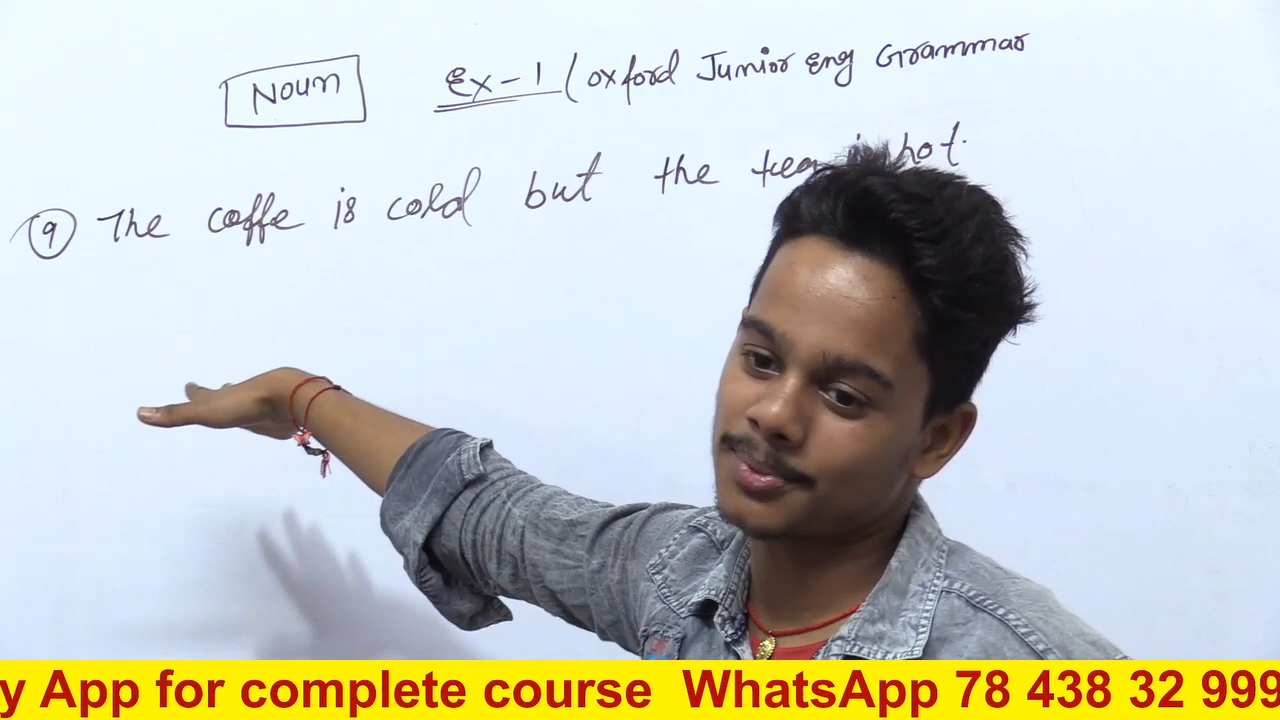 Noun Ex-1 (Oxford Junior Eng Grammar
9 The coffe is cold but the tea is hot.
y App for complete course WhatsApp 78 438 32 999